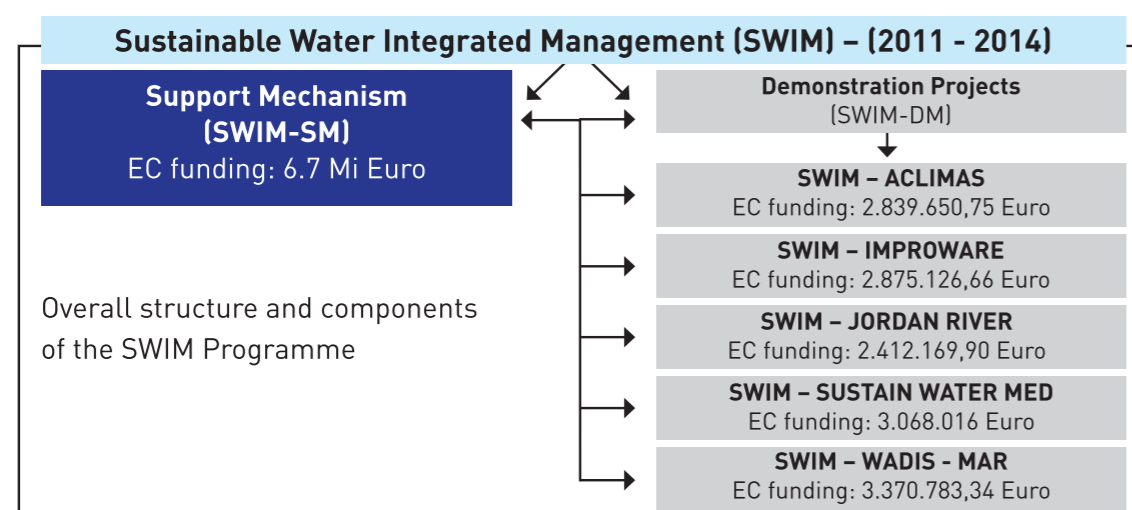 Sustainable Water Integrated Management (SWIM) – (2011 - 2014)
Support Mechanism
(SWIM-SM)
EC funding: 6.7 Mi Euro
Overall structure and components
of the SWIM Programme
Demonstration Projects
(SWIM-DM)
SWIM – ACLIMAS
EC funding: 2.839.650,75 Euro
SWIM – IMPROWARE
EC funding: 2.875.126,66 Euro
SWIM – JORDAN RIVER
EC funding: 2.412.169,90 Euro
SWIM – SUSTAIN WATER MED
EC funding: 3.068.016 Euro
SWIM – WADIS - MAR
EC funding: 3.370.783,34 Euro